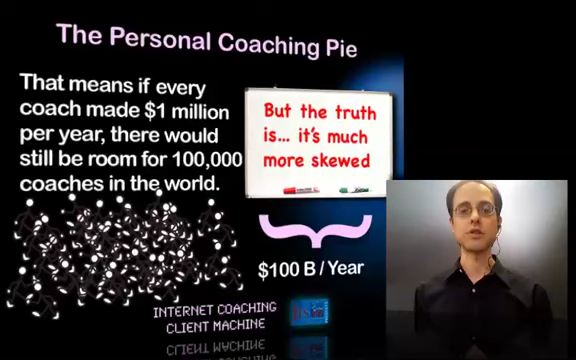 The Personal Coaching Pie
That means if every
coach made $1 million
per year, there would
still be room for 100,000
coaches in the world.
But the truth
is... it's much
more skewed
$100 B / Year
INTERNET COACHING
CLIENT MACHINE